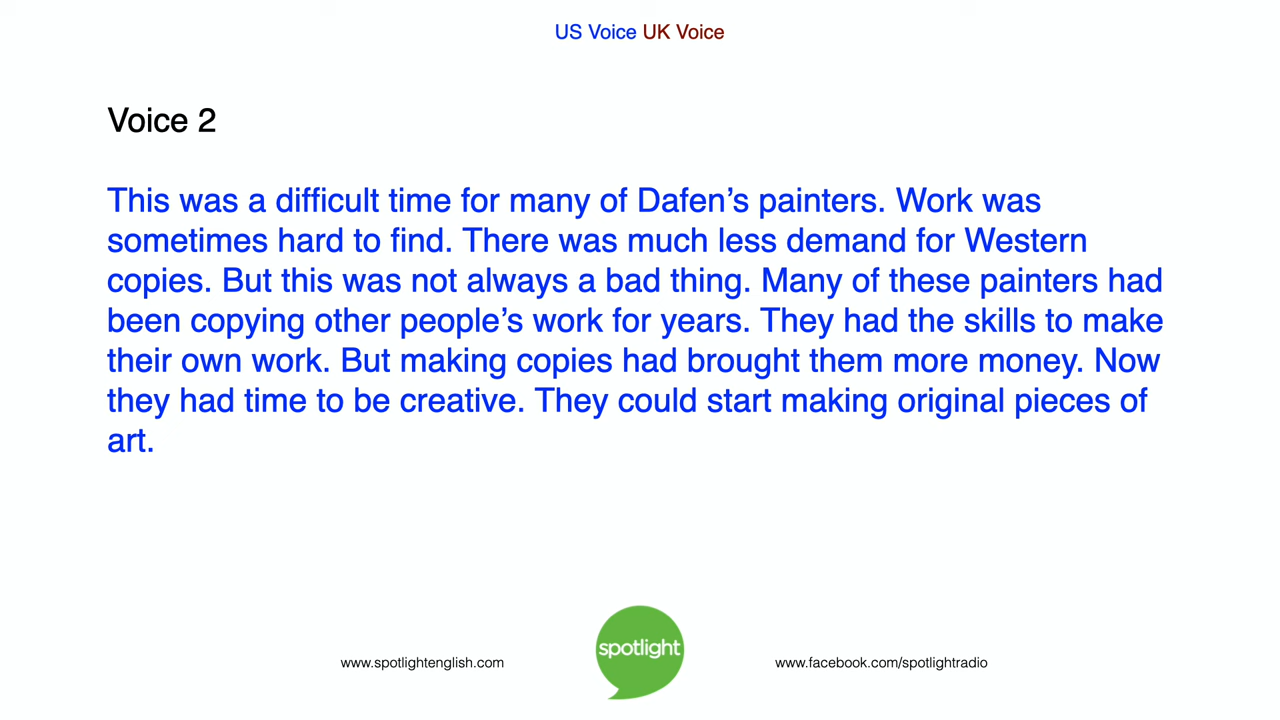 US Voice UK Voice
Voice 2
This was a difficult time for many of Dafen’s painters. Work was
sometimes hard to find. There was much less demand for Western
copies. But this was not always a bad thing. Many of these painters had
been copying other people’s work for years. They had the skills to make
their own work. But making copies had brought them more money. Now
they had time to be creative. They could start making original pieces of
art.
www.spotlightenglish.com
spotlight
www.facebook.com/spotlightradio